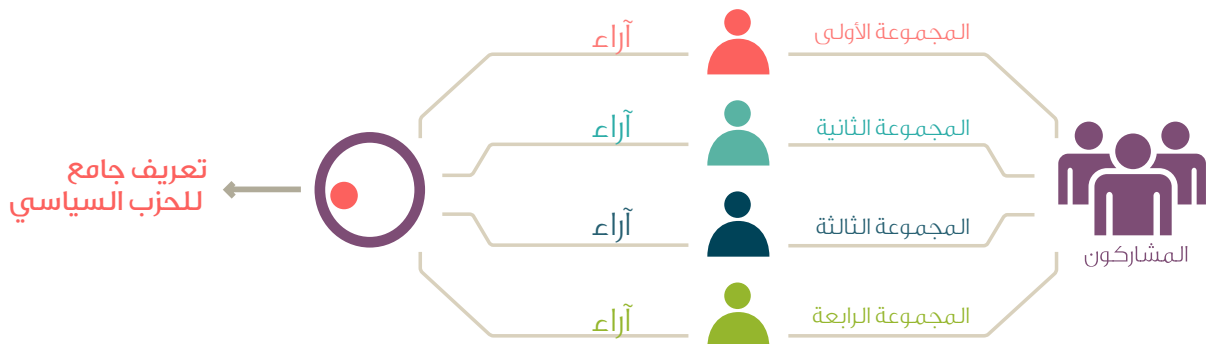 المشاركون
المجموعة الأولى
آراء
المجموعة الثانية
آراء
المجموعة الثالثة
آراء
المجموعة الرابعة
آراء
تعريف جامع
للحزب السياسي